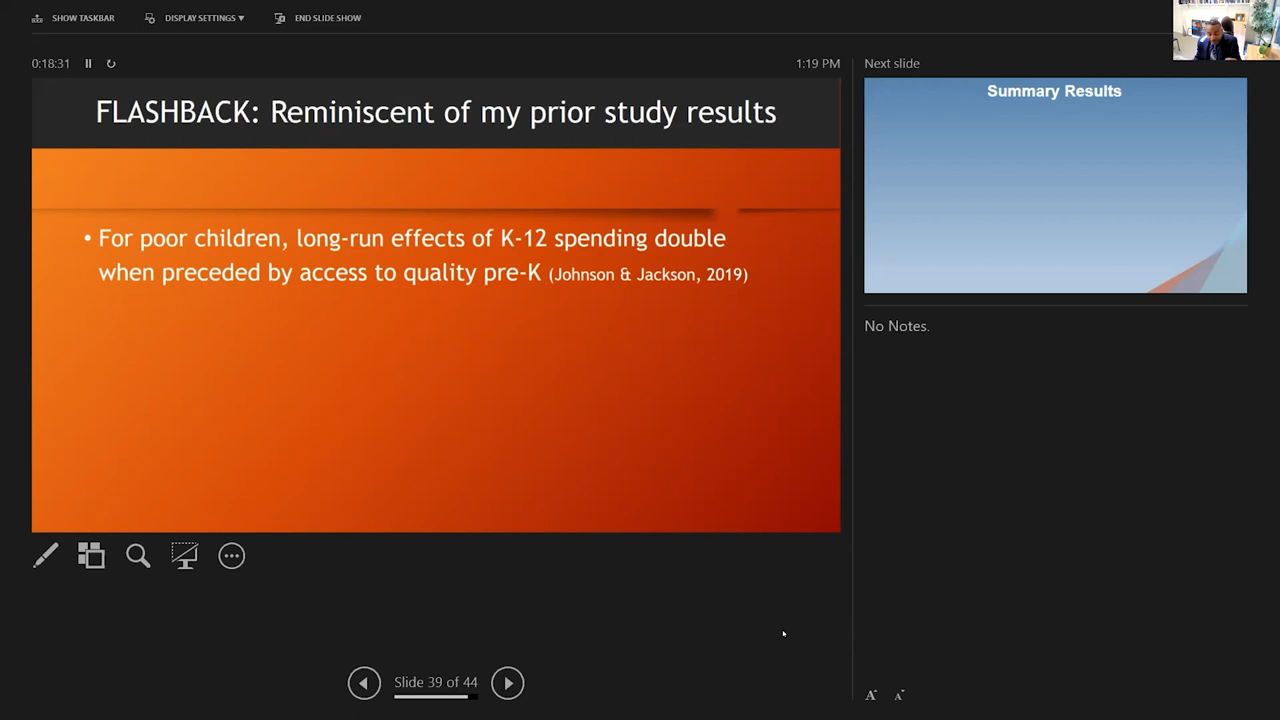 SHOW TASKBAR DISPLAY SETTINGS ▾ END SLIDE SHOW
0:18:31 1:19 PM
FLASHBACK: Reminiscent of my prior study results
• For poor children, long-run effects of K-12 spending double
when preceded by access to quality pre-K (Johnson & Jackson, 2019)
Slide 39 of 44
Next slide
Summary Results
No Notes.
A A